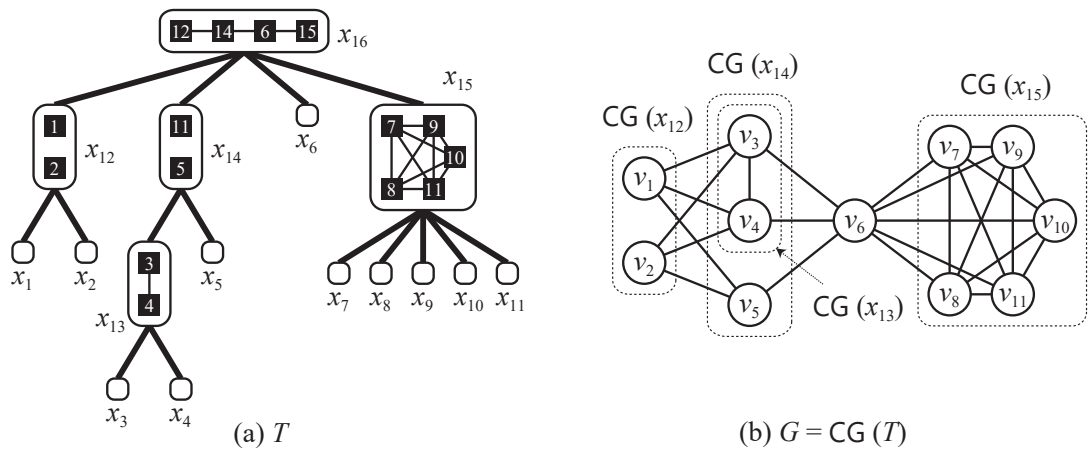 12 14 6 15 x16
x15
1 11 7 9
x12 x14 x6 10
2 5 8 11
x1 x2 3 x5 x7 x8 x9 x10 x11
x13 4
x3 x4
(a) T
CG (x14)
CG (x12) CG (x15)
v3 v7 v9
v1
v4 v6 v10
v2
v5 v8 v11
CG (x13)
(b) G = CG (T)